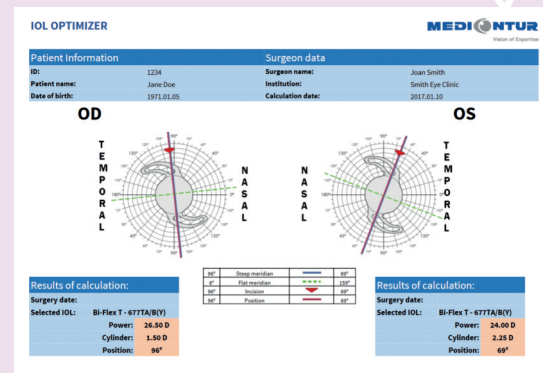 IOL OPTIMIZER
MEDICONTUR
Vision of Expertise
Patient Information Surgeon data
ID: 1234 Surgeon name: Joan Smith
Patient name: Jane Doe Institution: Smith Eye Clinic
Date of birth: 1971.01.05 Calculation date: 2017.01.10
OD OS
TEMPORAL
NASAL
NASAL
TEMPORAL
96° Steep meridian 69°
6° Flat meridian 159°
96° Incision 69°
96° Position 69°
Results of calculation:
Surgery date:
Selected IOL: Bi-Flex T - 677TA/B(Y)
Power: 26.50 D
Cylinder: 1.50 D
Position: 96°
Results of calculation:
Surgery date:
Selected IOL: Bi-Flex T - 677TA/B(Y)
Power: 24.00 D
Cylinder: 2.25 D
Position: 69°